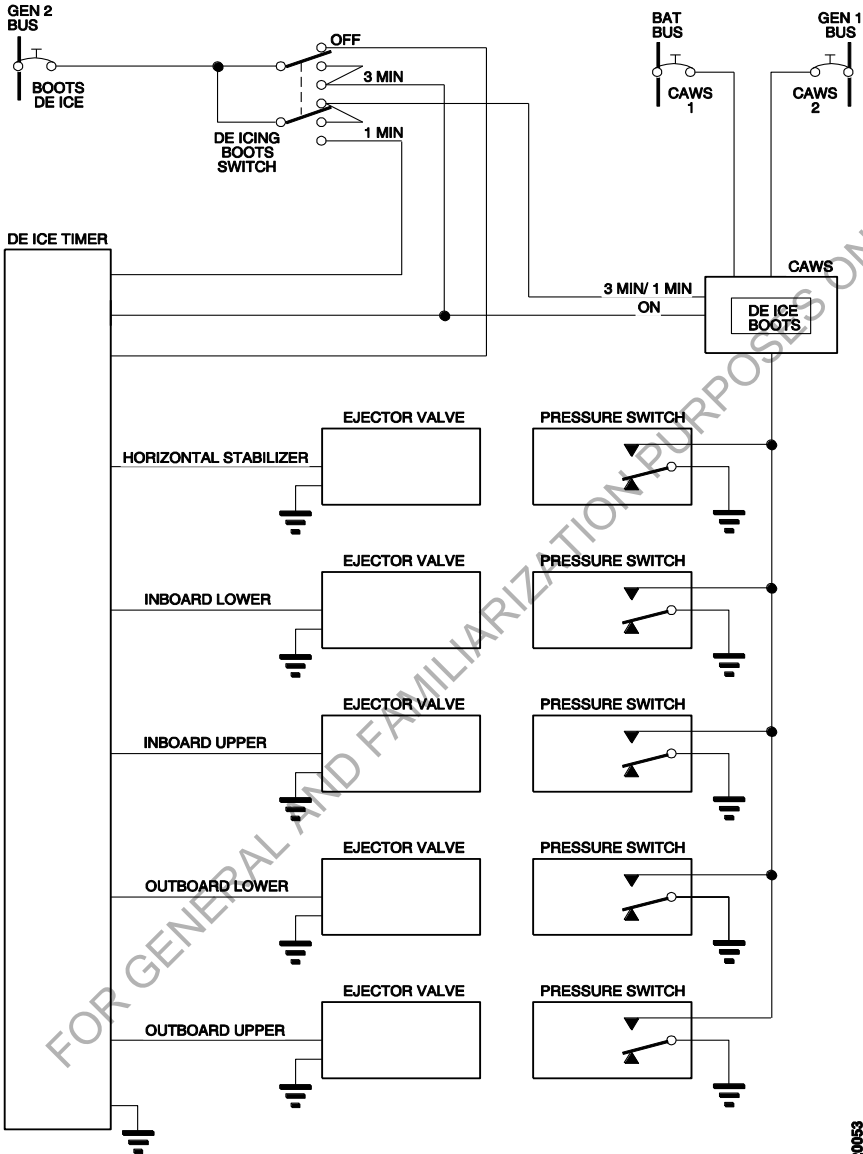 GEN 2
BUS
BOOTS
DE ICE
OFF
3 MIN
1 MIN
DE ICING
BOOTS
SWITCH
BAT
BUS
CAWS
1
GEN 1
BUS
CAWS
2
DE ICE TIMER
CAWS
3 MIN/ 1 MIN
ON
DE ICE
BOOTS
EJECTOR VALVE
PRESSURE SWITCH
HORIZONTAL STABILIZER
EJECTOR VALVE
PRESSURE SWITCH
INBOARD LOWER
EJECTOR VALVE
PRESSURE SWITCH
INBOARD UPPER
EJECTOR VALVE
PRESSURE SWITCH
OUTBOARD LOWER
EJECTOR VALVE
PRESSURE SWITCH
OUTBOARD UPPER
FOR GENERAL AND FAMILIARIZATION PURPOSES